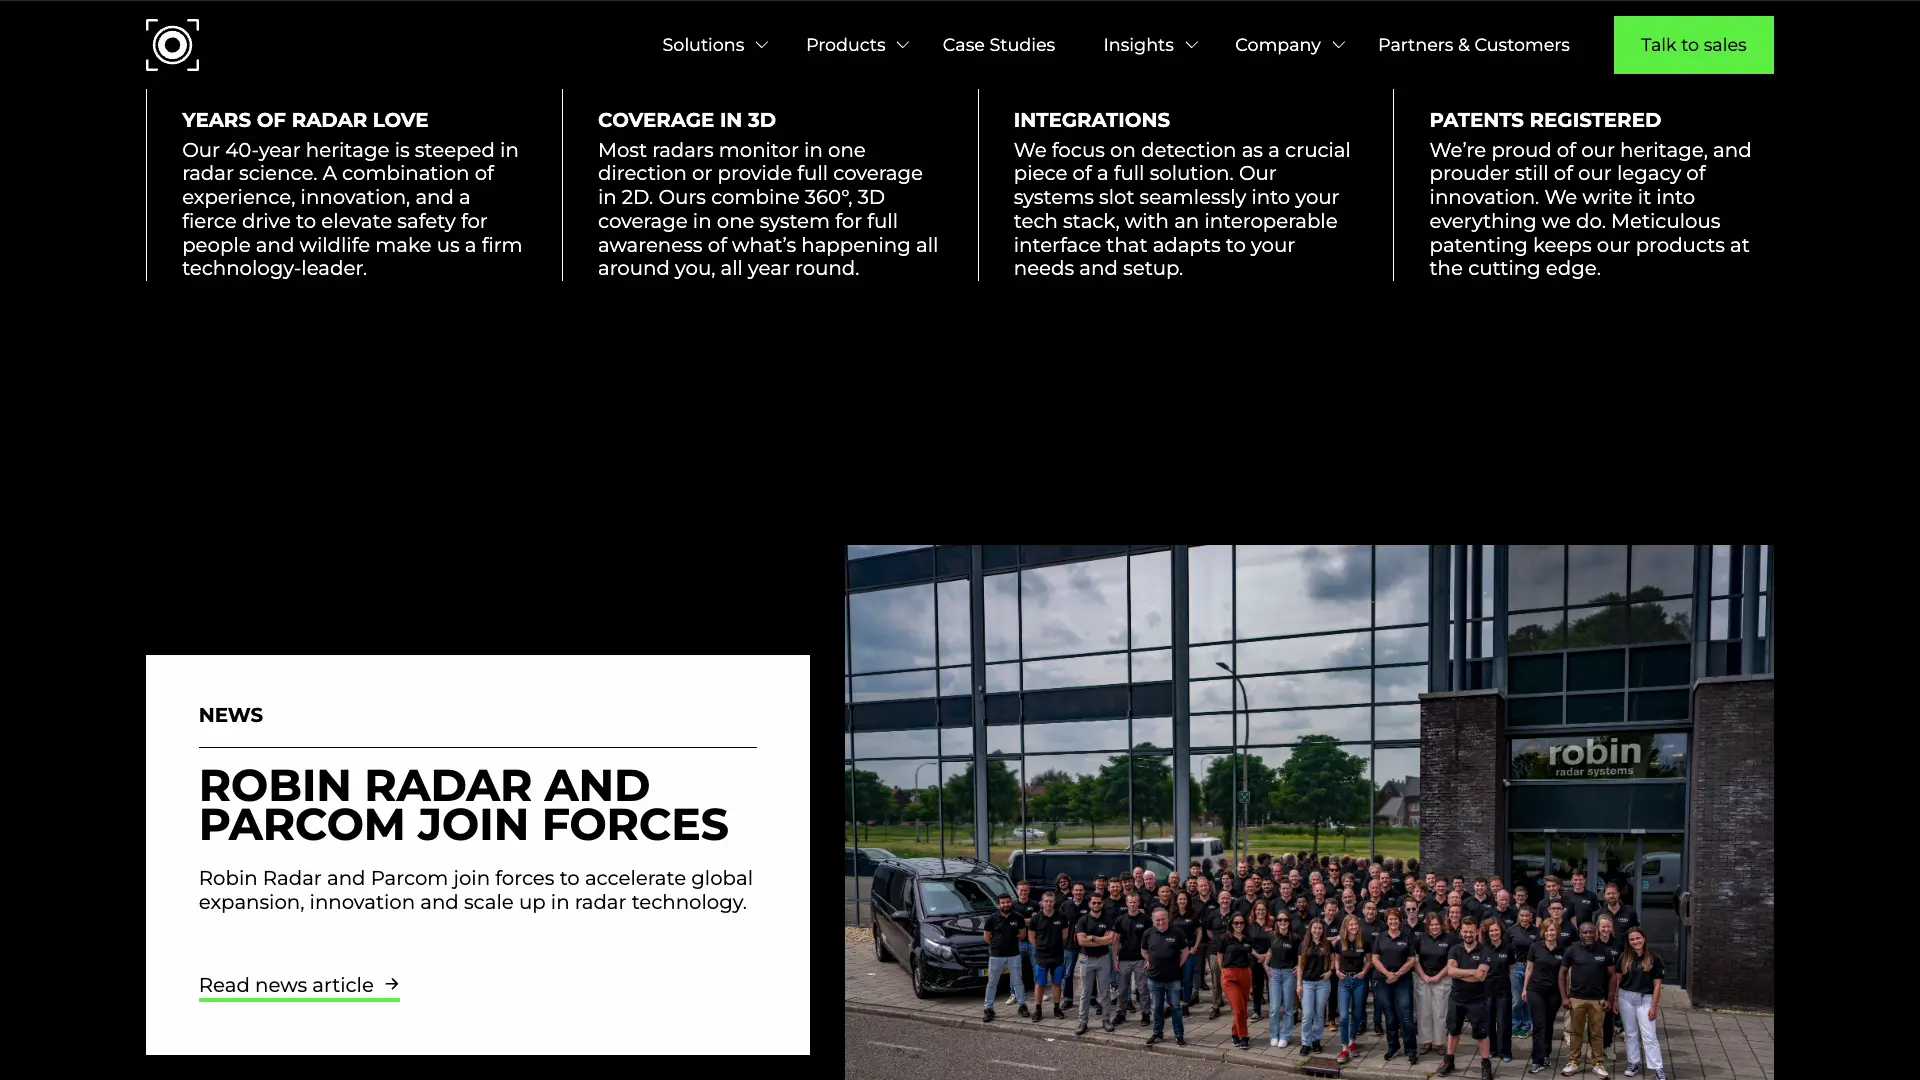 Solutions
Products
Case Studies
Insights
Company
Partners & Customers
Talk to sales
YEARS OF RADAR LOVE
Our 40-year heritage is steeped in
radar science. A combination of
experience, innovation, and a
fierce drive to elevate safety for
people and wildlife make us a firm
technology-leader.
COVERAGE IN 3D
Most radars monitor in one
direction or provide full coverage
in 2D. Ours combine 360º, 3D
coverage in one system for full
awareness of what’s happening all
around you, all year round.
INTEGRATIONS
We focus on detection as a crucial
piece of a full solution. Our
systems slot seamlessly into your
tech stack, with an interoperable
interface that adapts to your
needs and setup.
PATENTS REGISTERED
We’re proud of our heritage, and
prouder still of our legacy of
innovation. We write it into
everything we do. Meticulous
patenting keeps our products at
the cutting edge.
NEWS
ROBIN RADAR AND
PARCOM JOIN FORCES
Robin Radar and Parcom join forces to accelerate global
expansion, innovation and scale up in radar technology.
Read news article →
robin
radar systems